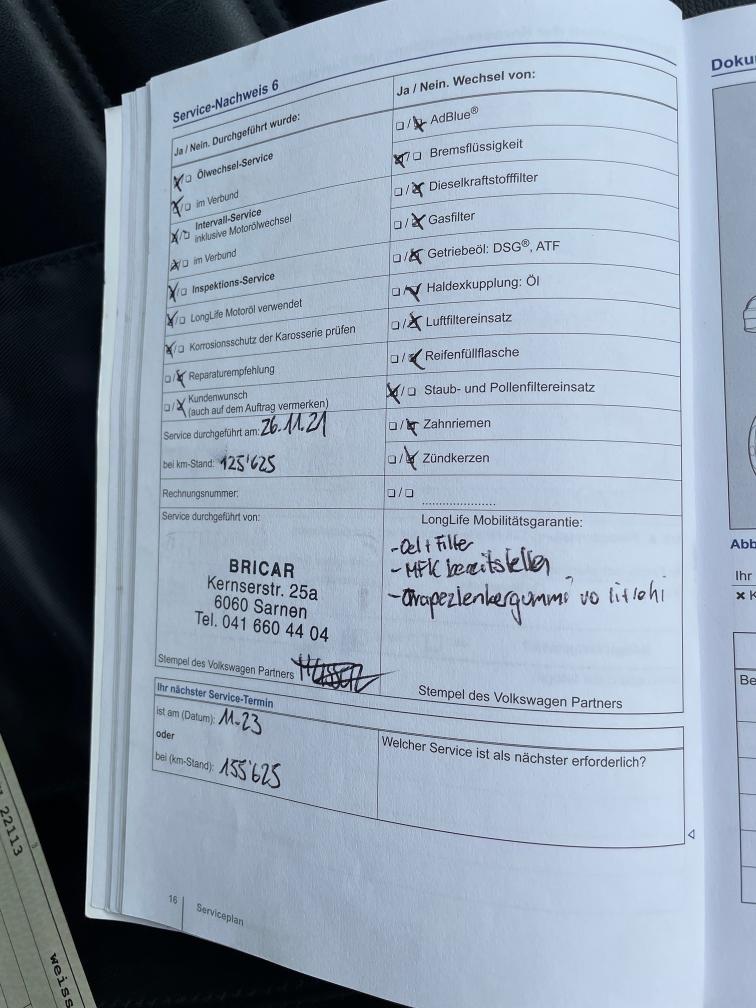 Service-Nachweis 6
Ja / Nein. Durchgeführt wurde:
Ölwechsel-Service
im Verbund
Intervall-Service
inklusive Motorölwechsel
im Verbund
Inspektions-Service
LongLife Motoröl verwendet
Korrosionsschutz der Karosserie prüfen
Reparaturempfehlung
Kundenwunsch
(auch auf dem Auftrag vermerken)
Service durchgeführt am: 26.11.21
bei km-Stand: 125'625
Rechnungsnummer:
Service durchgeführt von:
BRICAR
Kernserstr. 25a
6060 Sarnen
Tel. 041 660 44 04
Stempel des Volkswagen Partners
Ja / Nein. Wechsel von:
AdBlue®
Bremsflüssigkeit
Dieselkraftstofffilter
Gasfilter
Getriebeöl: DSG®, ATF
Haldexkupplung: Öl
Luftfiltereinsatz
Reifenfüllflasche
Staub- und Pollenfiltereinsatz
Zahnriemen
Zündkerzen
LongLife Mobilitätsgarantie:
- Oel + Filter
- MFK bereitstellen
Stempel des Volkswagen Partners
Ihr nächster Service-Termin
ist am (Datum): 11-23
oder
bei (km-Stand): 155'625
Welcher Service ist als nächster erforderlich?
16
Serviceplan
Doku
Abb
Ihr
Be
22113
weiss